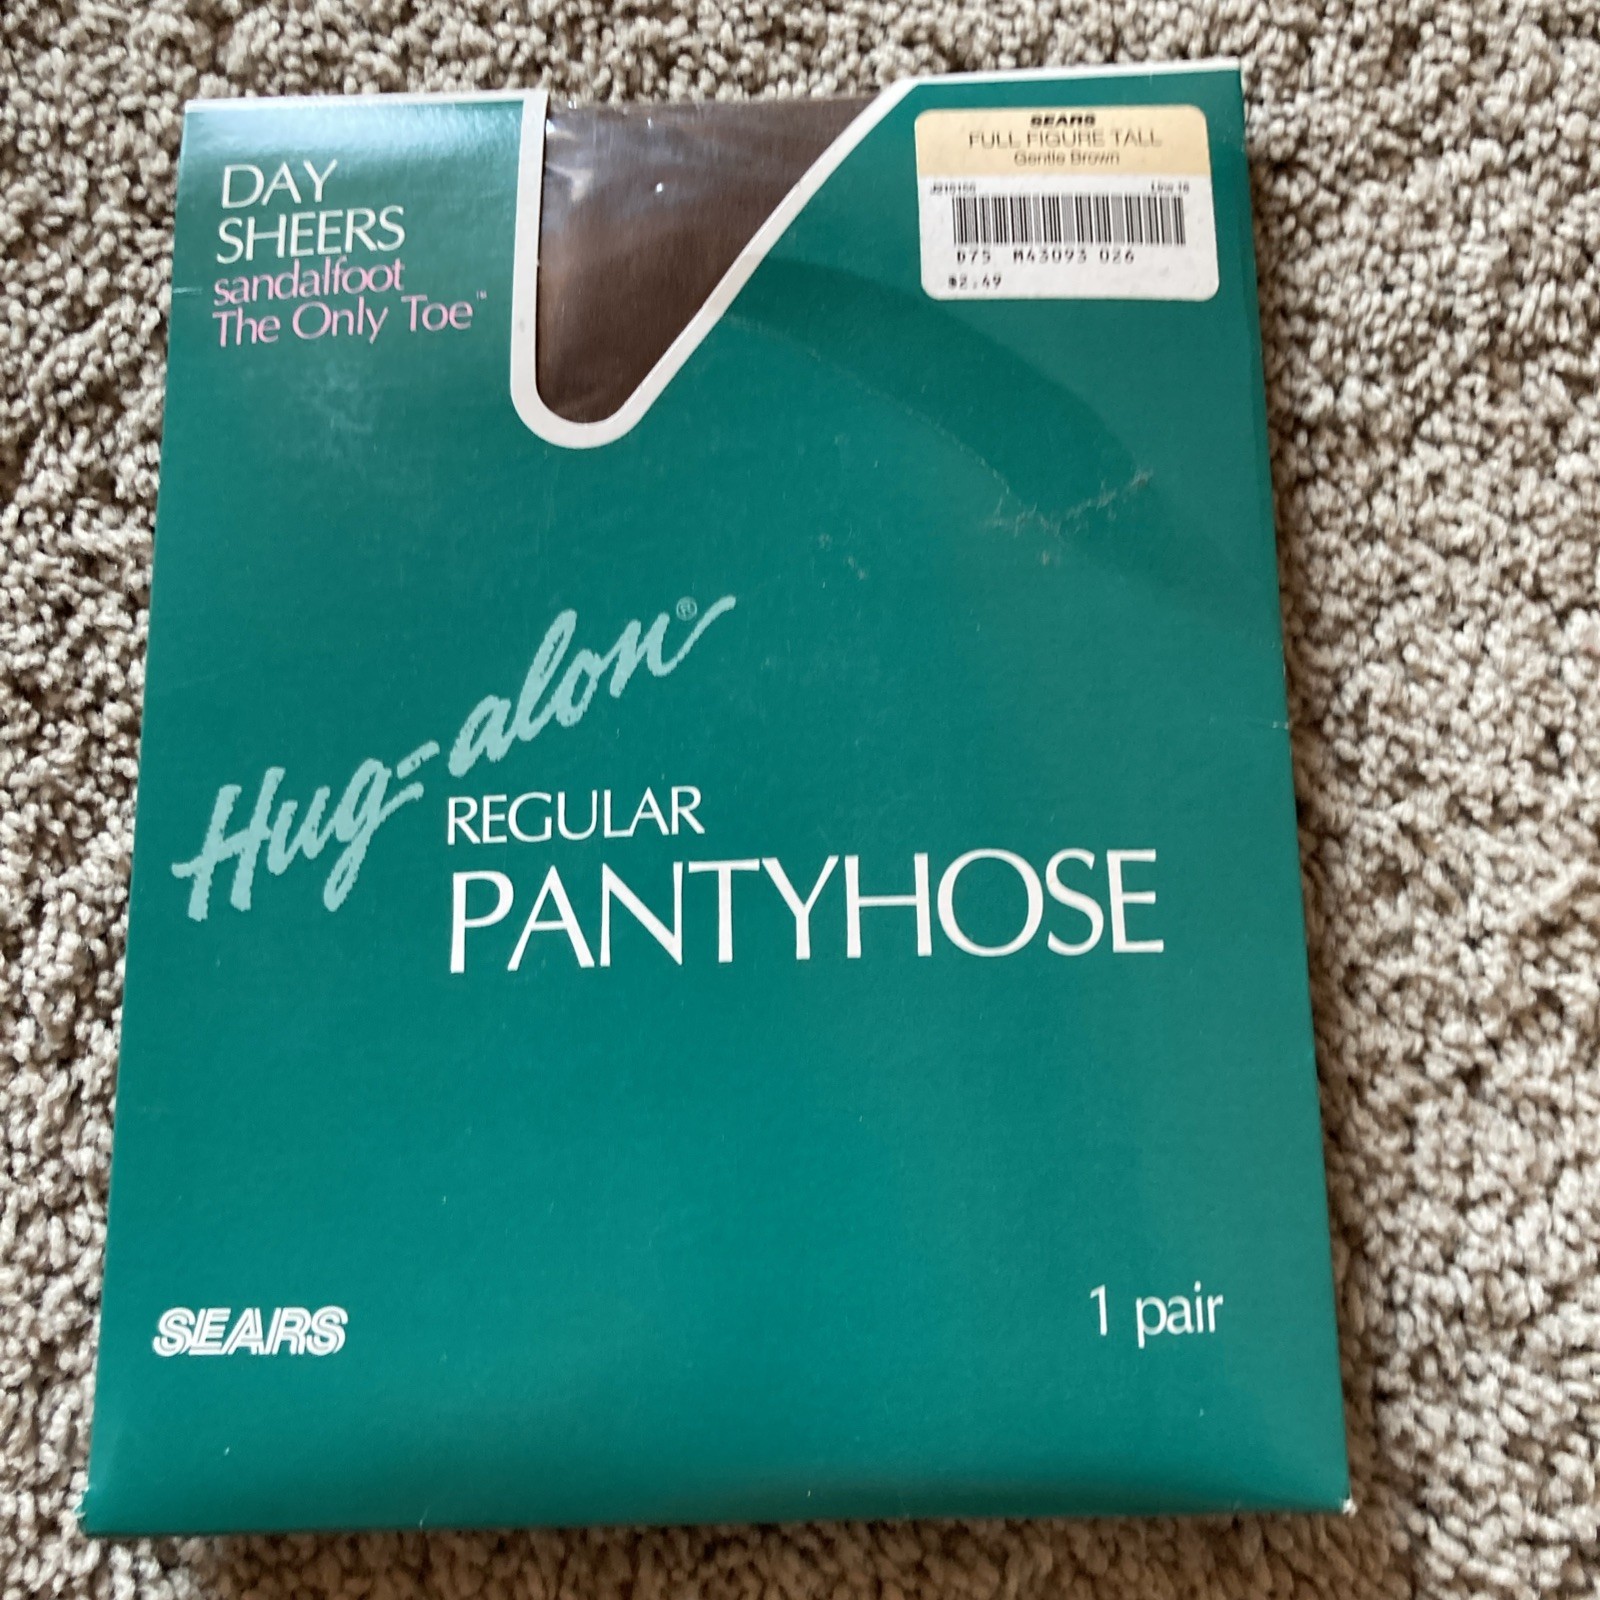 DAY
SHEERS
sandalfoot
The Only Toe™
SEARS
FULL FIGURE TALL
Gentle Brown
D75 M43093 026
$2.49
Hug-alon®
REGULAR
PANTYHOSE
SEARS
1 pair